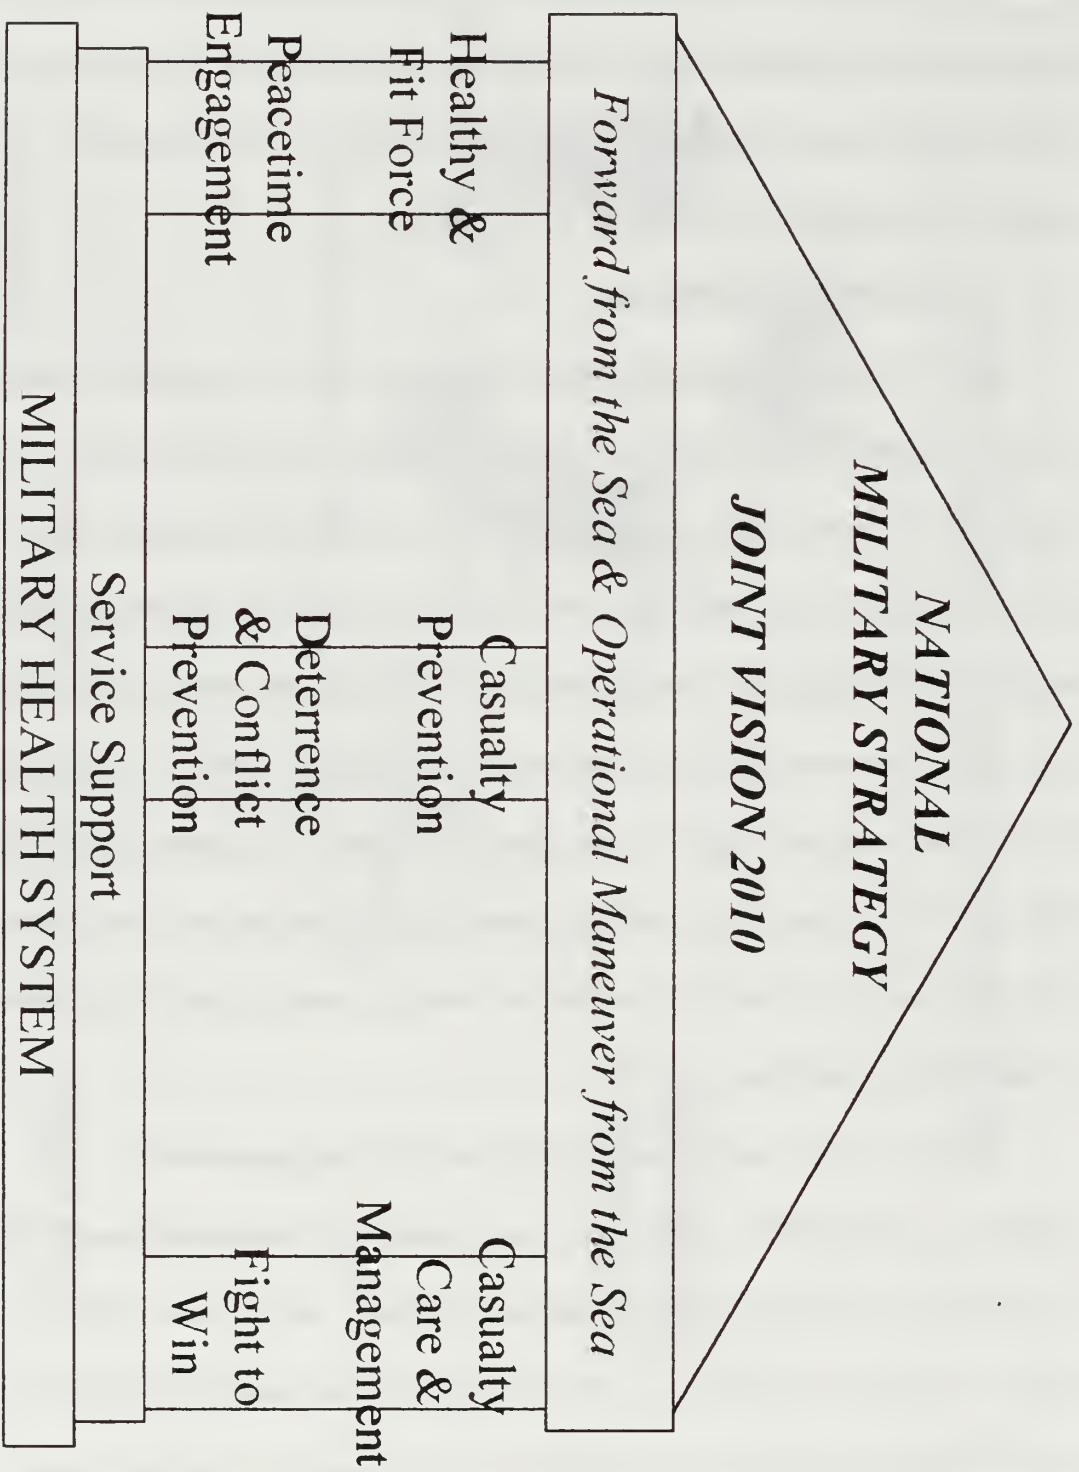 NATIONAL
MILITARY STRATEGY
JOINT VISION 2010
Forward from the Sea & Operational Maneuver from the Sea
Healthy &
Fit Force
Peacetime
Engagement
Casualty
Prevention
Deterrence
& Conflict
Prevention
Casualty
Care &
Management
Fight to
Win
Service Support
MILITARY HEALTH SYSTEM